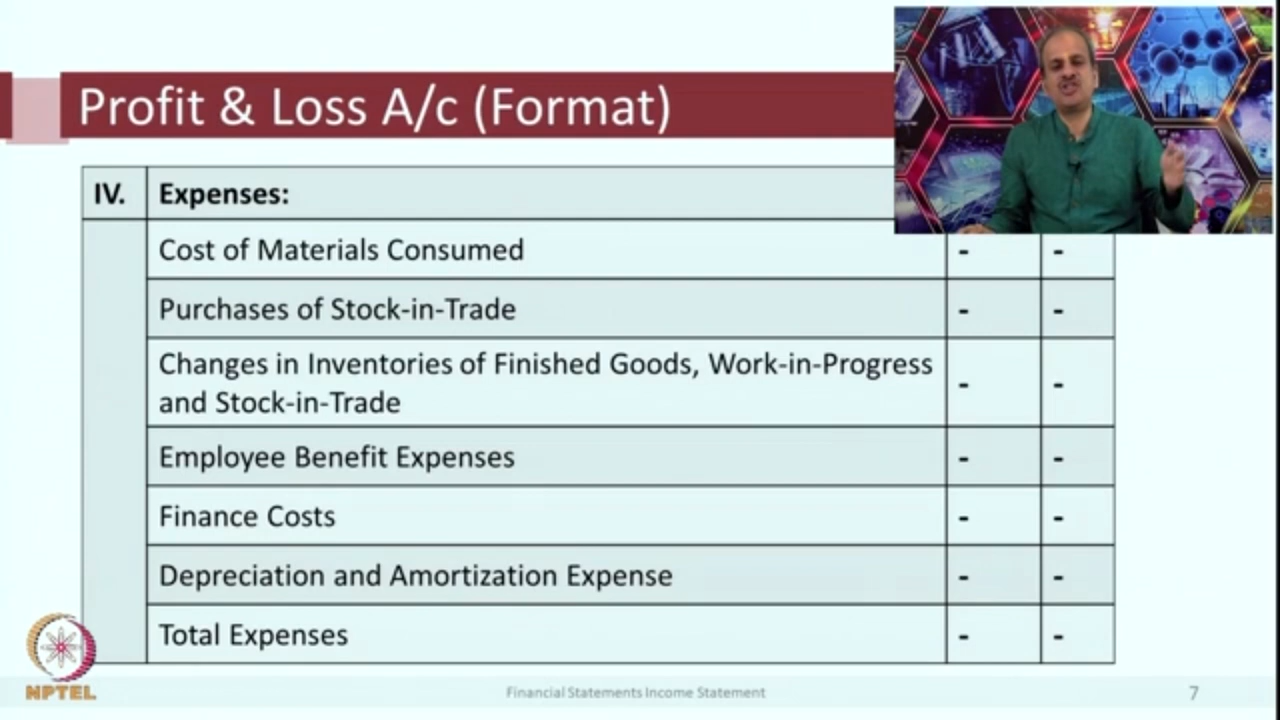 Profit & Loss A/c (Format)
IV. Expenses:
Cost of Materials Consumed - -
Purchases of Stock-in-Trade - -
Changes in Inventories of Finished Goods, Work-in-Progress
and Stock-in-Trade - -
Employee Benefit Expenses - -
Finance Costs - -
Depreciation and Amortization Expense - -
Total Expenses - -
NPTEL
Financial Statements Income Statement
7